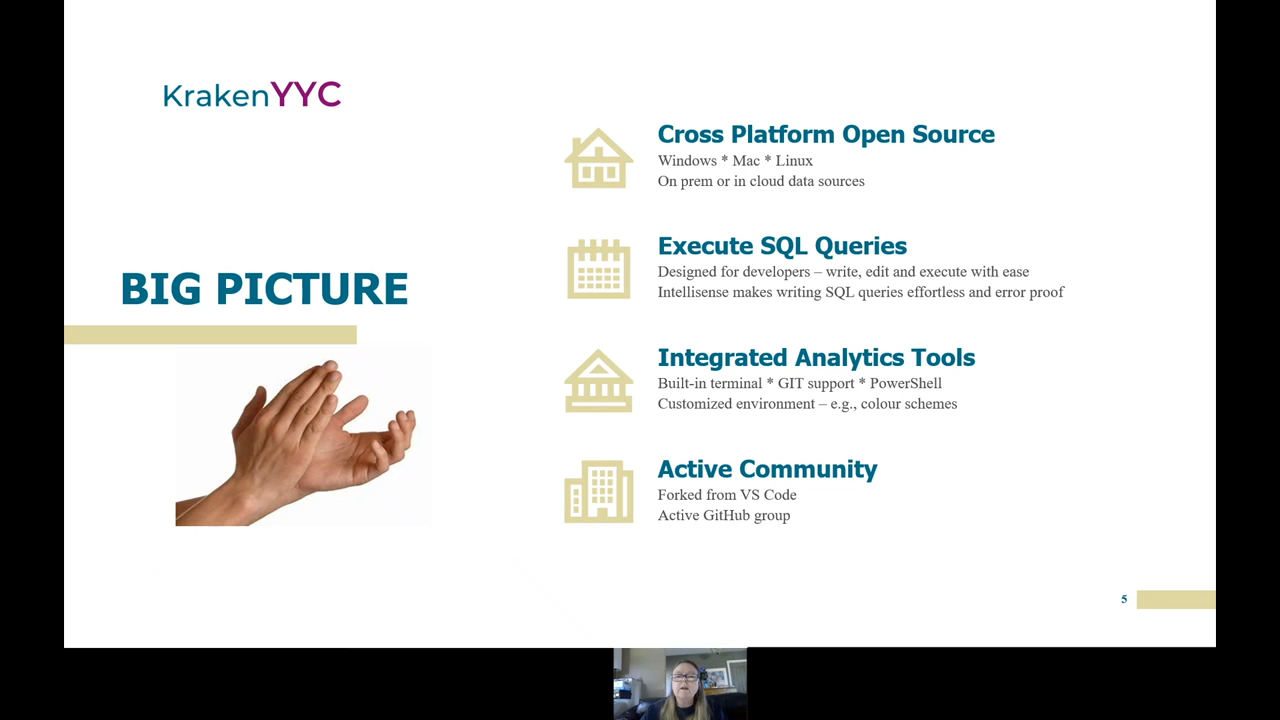 KrakenYYC
BIG PICTURE
Cross Platform Open Source
Windows * Mac * Linux
On prem or in cloud data sources
Execute SQL Queries
Designed for developers – write, edit and execute with ease
Intellisense makes writing SQL queries effortless and error proof
Integrated Analytics Tools
Built-in terminal * GIT support * PowerShell
Customized environment – e.g., colour schemes
Active Community
Forked from VS Code
Active GitHub group
5